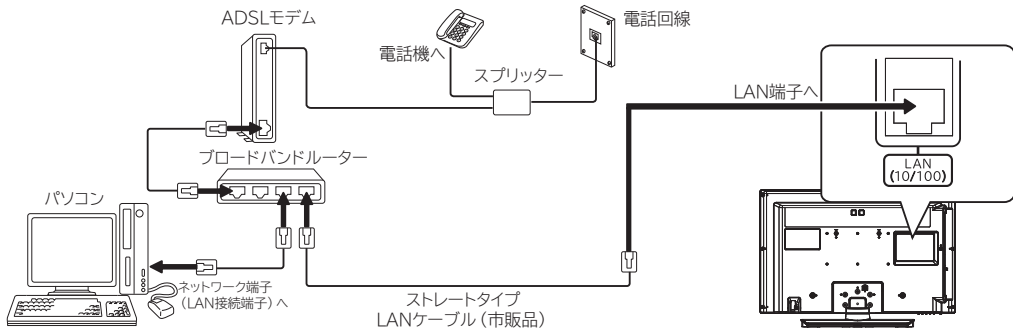 ADSLモデム
電話機へ
電話回線
スプリッター
LAN端子へ
LAN
(10/100)
ブロードバンドルーター
パソコン
ネットワーク端子
(LAN接続端子)へ
ストレートタイプ
LANケーブル(市販品)